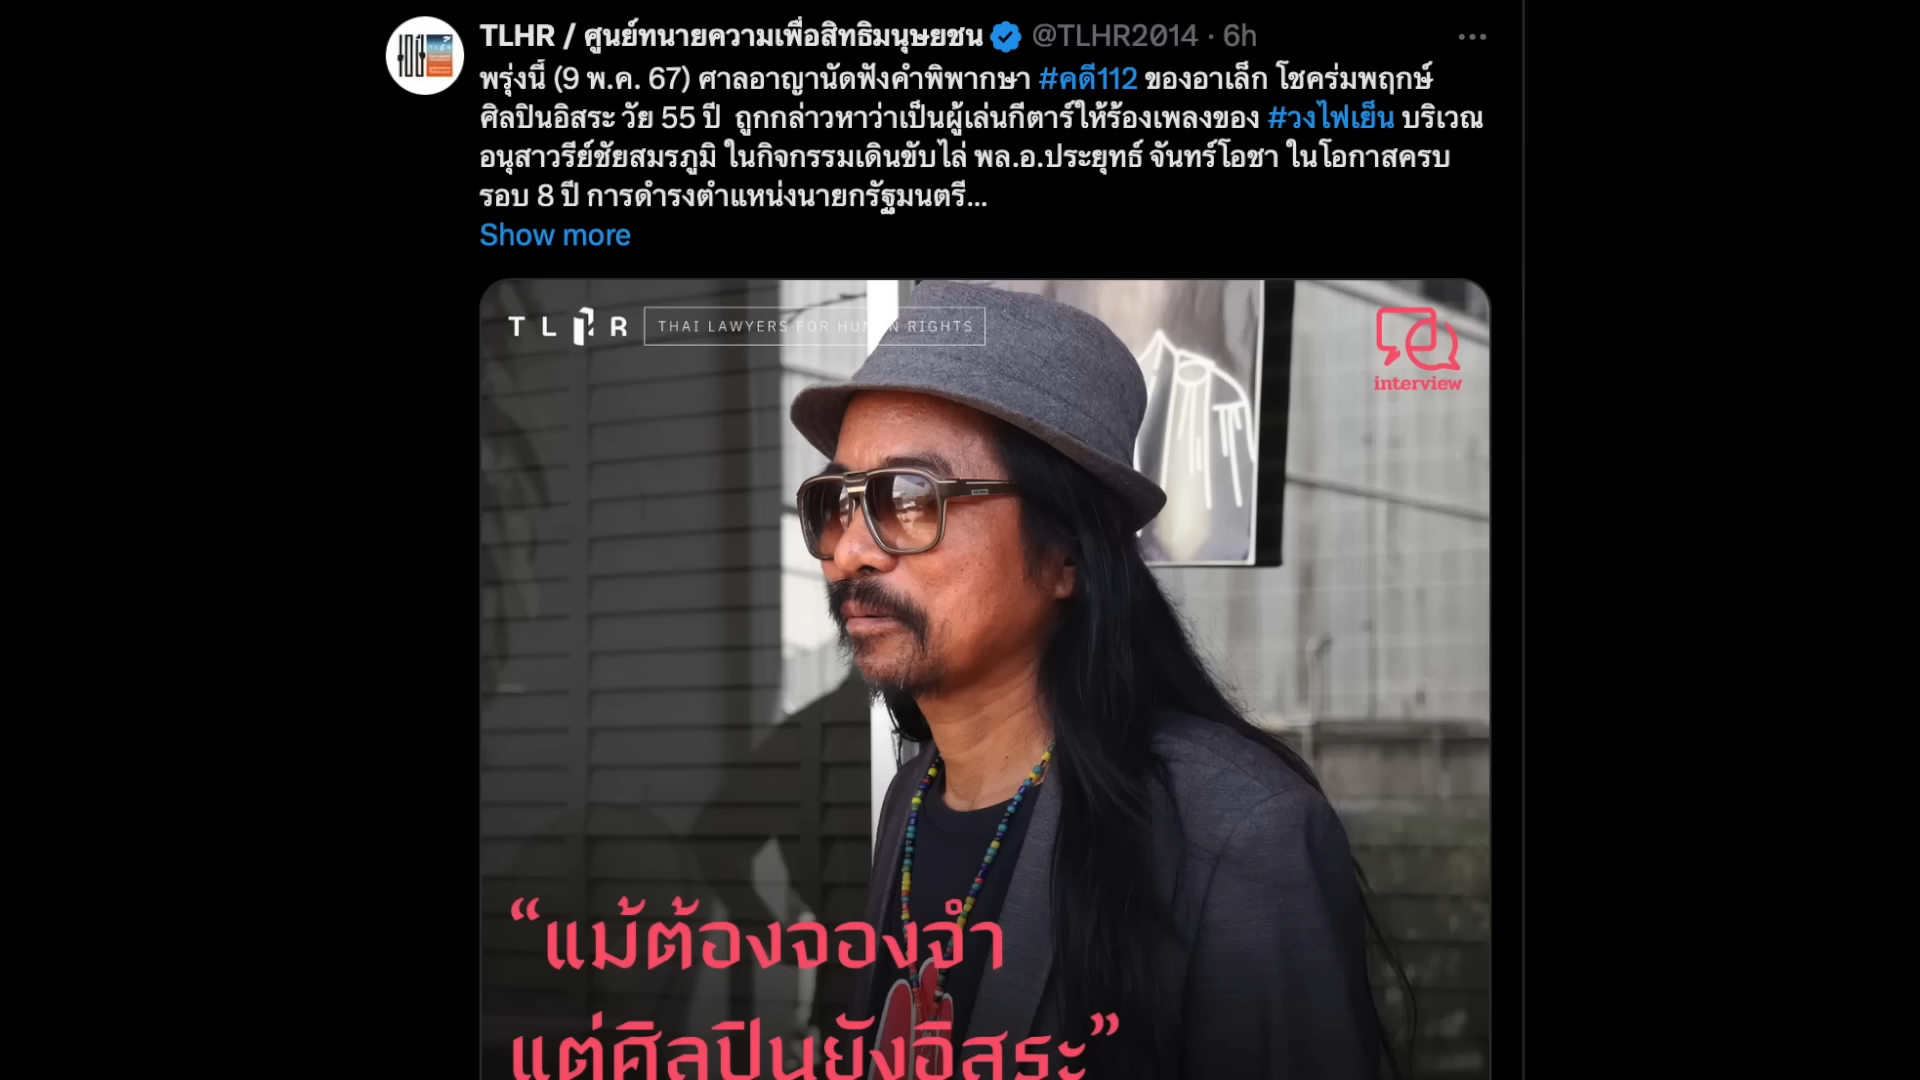 TLHR / ศูนย์ทนายความเพื่อสิทธิมนุษยชน @TLHR2014 · 6h
พรุ่งนี้ (9 พ.ค. 67) ศาลอาญานัดฟังคำพิพากษา #คดี112 ของอาเล็ก โชคร่มพฤกษ์
ศิลปินอิสระ วัย 55 ปี ถูกกล่าวหาว่าเป็นผู้เล่นกีตาร์ให้ร้องเพลงของ #วงไฟเย็น บริเวณ
อนุสาวรีย์ชัยสมรภูมิ ในกิจกรรมเดินขับไล่ พล.อ.ประยุทธ์ จันทร์โอชา ในโอกาสครบ
รอบ 8 ปี การดำรงตำแหน่งนายกรัฐมนตรี...
Show more
TLHR THAI LAWYERS FOR HUMAN RIGHTS
interview
“แม้ต้องจองจำ
แต่ศิลปินยังอิสระ”